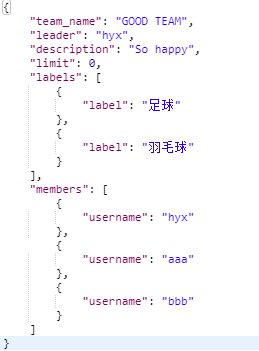 {
    "team_name": "GOOD TEAM",
    "leader": "hyx",
    "description": "So happy",
    "limit": 0,
    "labels": [
        {
            "label": "足球"
        },
        {
            "label": "羽毛球"
        }
    ],
    "members": [
        {
            "username": "hyx"
        },
        {
            "username": "aaa"
        },
        {
            "username": "bbb"
        }
    ]
}